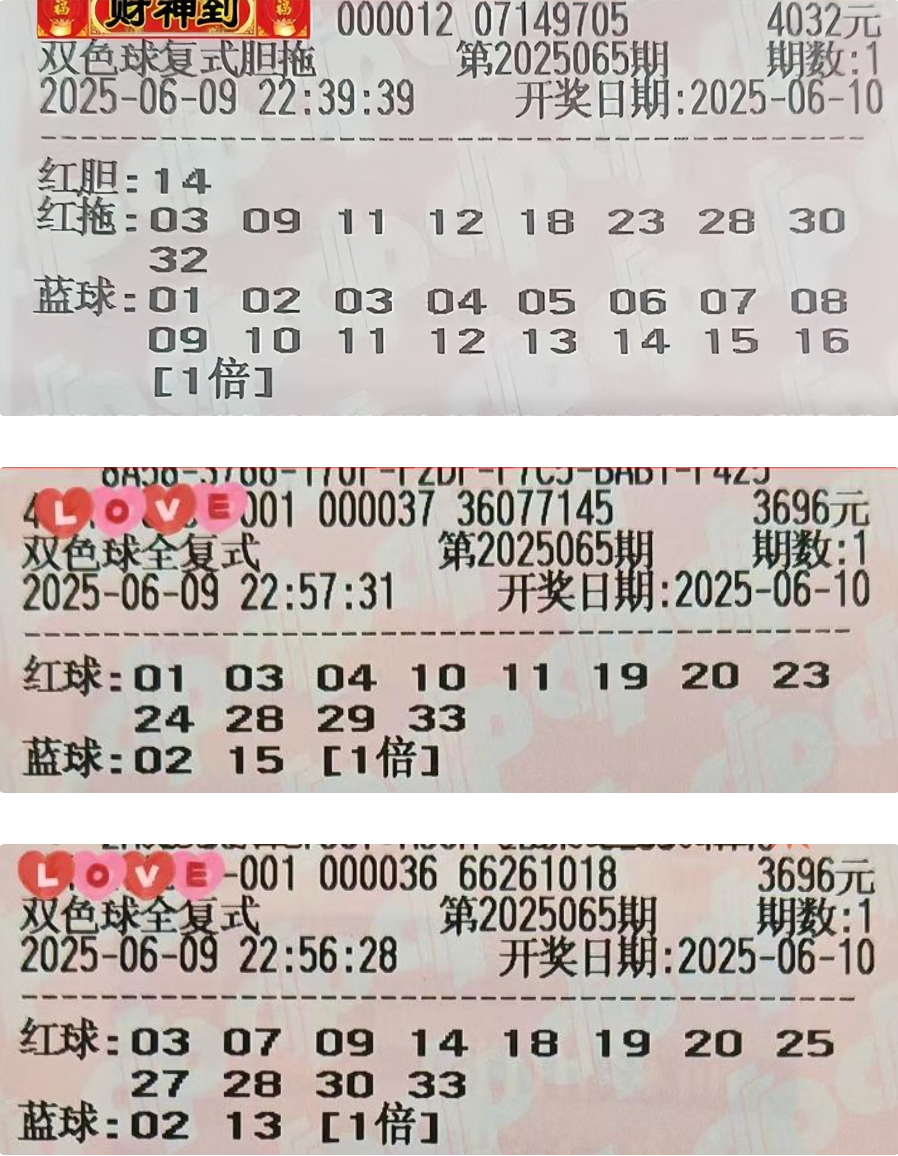 财神到
000012 07149705 4032元
双色球复式胆拖 第2025065期 期数:1
2025-06-09 22:39:39 开奖日期:2025-06-10
红胆:14
红拖:03 09 11 12 18 23 28 30
32
蓝球:01 02 03 04 05 06 07 08
09 10 11 12 13 14 15 16
[1倍]
LOVE 001 000037 36077145 3696元
双色球全复式 第2025065期 期数:1
2025-06-09 22:57:31 开奖日期:2025-06-10
红球:01 03 04 10 11 19 20 23
24 28 29 33
蓝球:02 15 [1倍]
LOVE -001 000036 66261018 3696元
双色球全复式 第2025065期 期数:1
2025-06-09 22:56:28 开奖日期:2025-06-10
红球:03 07 09 14 18 19 20 25
27 28 30 33
蓝球:02 13 [1倍]